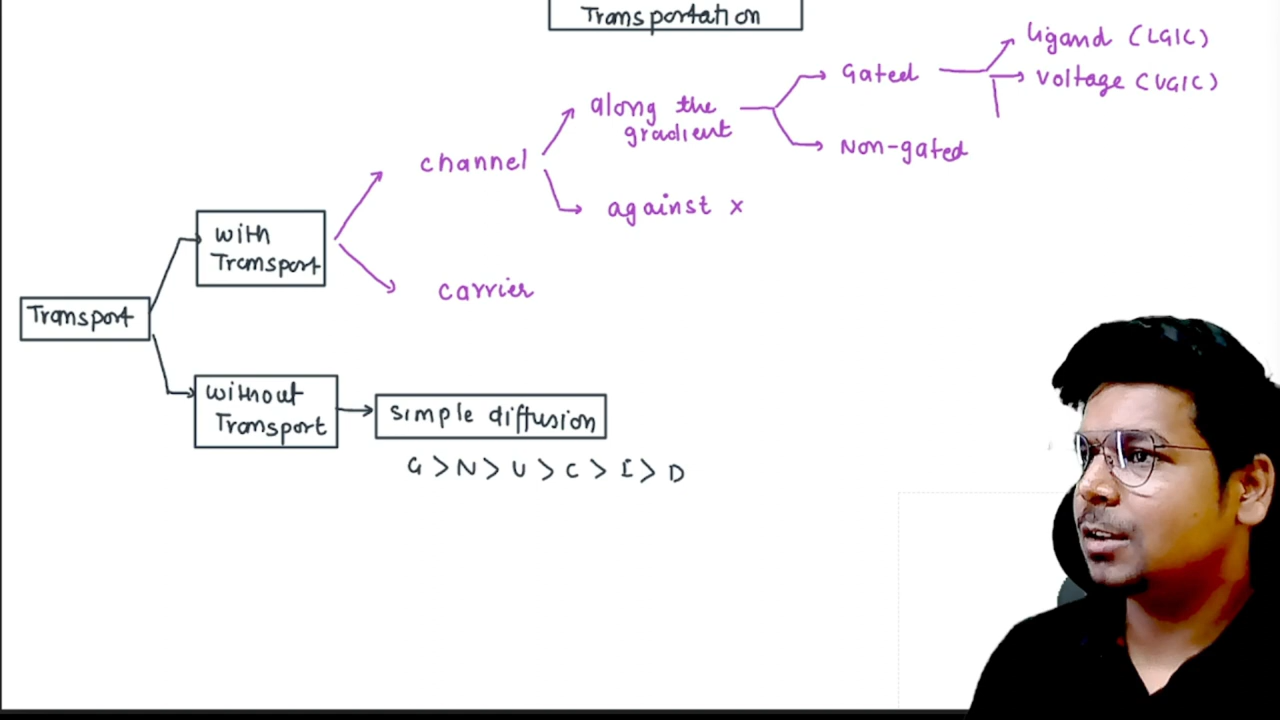 Transportation
Ligand (LGIC)
Gated
Voltage (VGIC)
along the
gradient
Non-gated
channel
against x
with
Transport
carrier
Transport
without
Transport
simple diffusion
G > N > U > C > I > D